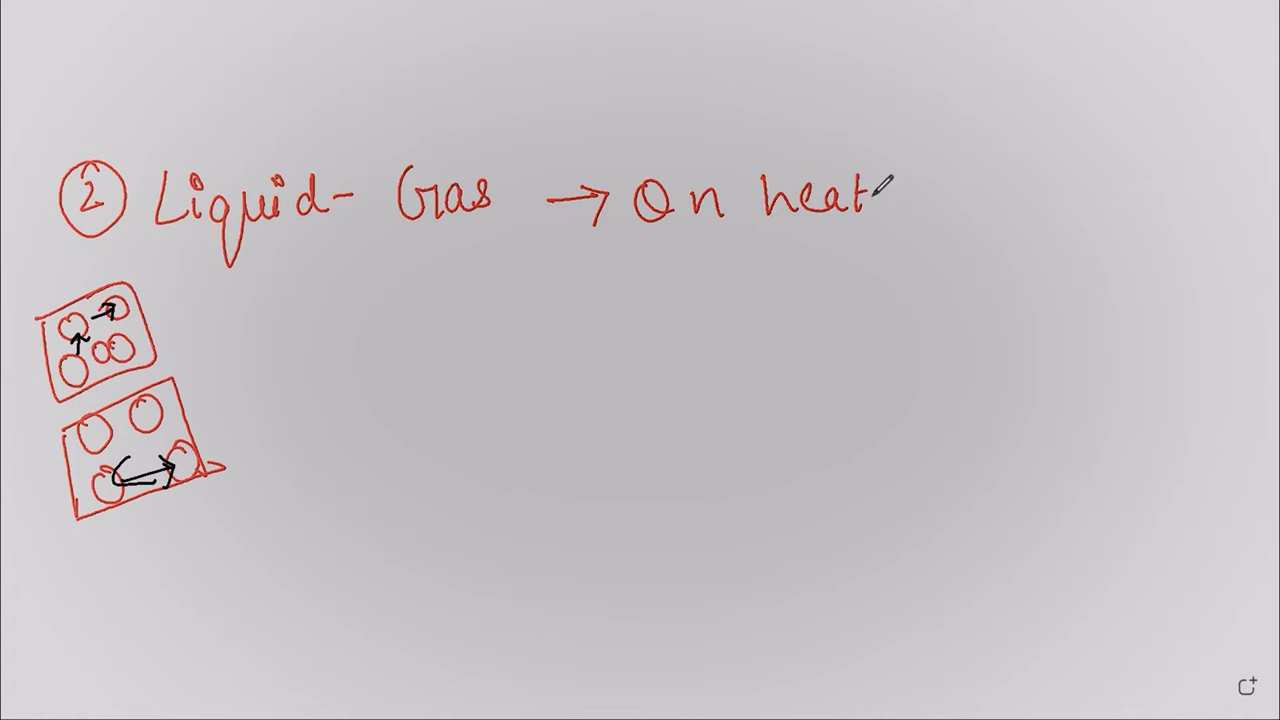 ② Liquid- Gas → On heat